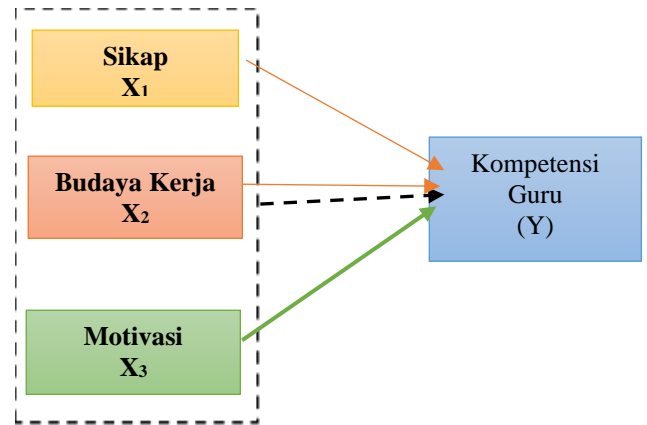 Sikap
X₁
Budaya Kerja
X₂
Motivasi
X₃
Kompetensi
Guru
(Y)